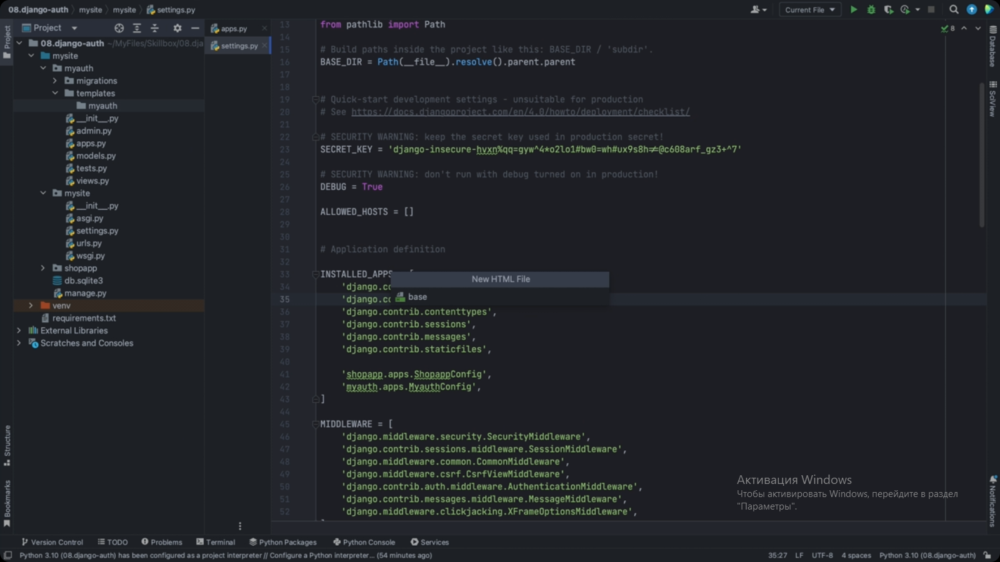 08.django-auth mysite mysite settings.py
Current File
Project
08.django-auth ~/MyFiles/Skillbox/08.dja
mysite
myauth
migrations
templates
myauth
__init__.py
admin.py
apps.py
models.py
tests.py
views.py
mysite
__init__.py
asgi.py
settings.py
urls.py
wsgi.py
shopapp
db.sqlite3
manage.py
venv
requirements.txt
External Libraries
Scratches and Consoles
Project
Structure
Bookmarks
apps.py
settings.py
13 from pathlib import Path
14
15 # Build paths inside the project like this: BASE_DIR / 'subdir'.
16 BASE_DIR = Path(__file__).resolve().parent.parent
17
18
19 # Quick-start development settings - unsuitable for production
20 # See https://docs.djangoproject.com/en/4.0/howto/deployment/checklist/
21
22 # SECURITY WARNING: keep the secret key used in production secret!
23 SECRET_KEY = 'django-insecure-hyxn%qq=gyw^4*o2lo1#bw0=wh#ux9s8h≠@c608arf_gz3+^7'
24
25 # SECURITY WARNING: don't run with debug turned on in production!
26 DEBUG = True
27
28 ALLOWED_HOSTS = []
29
30
31 # Application definition
32
33 INSTALLED_APPS = [
New HTML File
34 'django.co
35 'django.co
base
36 'django.contrib.contenttypes',
37 'django.contrib.sessions',
38 'django.contrib.messages',
39 'django.contrib.staticfiles',
40
41 'shopapp.apps.ShopappConfig',
42 'myauth.apps.MyauthConfig',
43 ]
44
45 MIDDLEWARE = [
46 'django.middleware.security.SecurityMiddleware',
47 'django.contrib.sessions.middleware.SessionMiddleware',
48 'django.middleware.common.CommonMiddleware',
49 'django.middleware.csrf.CsrfViewMiddleware',
50 'django.contrib.auth.middleware.AuthenticationMiddleware',
51 'django.contrib.messages.middleware.MessageMiddleware',
52 'django.middleware.clickjacking.XFrameOptionsMiddleware',
8
Database
SciView
Notifications
Активация Windows
Чтобы активировать Windows, перейдите в раздел
"Параметры".
Version Control TODO Problems Terminal Python Packages Python Console Services
Python 3.10 (08.django-auth) has been configured as a project interpreter // Configure a Python interpreter... (54 minutes ago)
35:27 LF UTF-8 4 spaces Python 3.10 (08.django-auth)